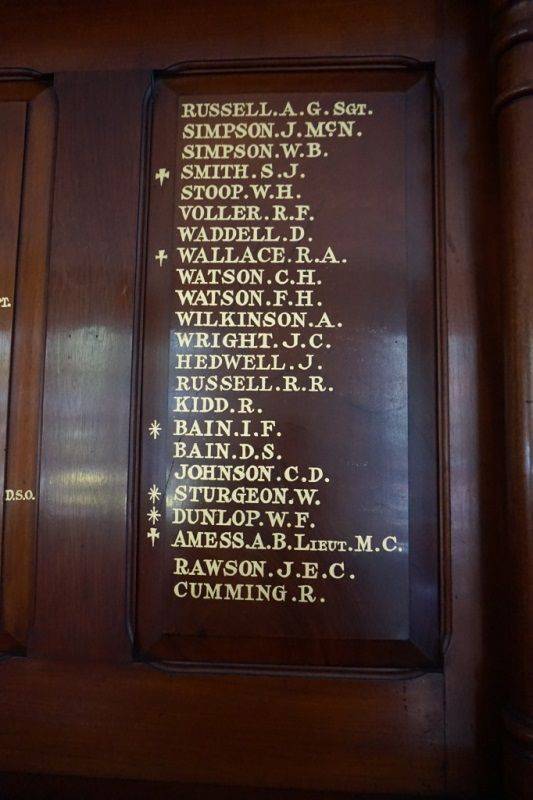 RUSSELL.A.G.SGT.
SIMPSON.J.McN.
SIMPSON.W.B.
† SMITH.S.J.
STOOP.W.H.
VOLLER.R.F.
WADDELL.D.
† WALLACE.R.A.
WATSON.C.H.
WATSON.F.H.
WILKINSON.A.
WRIGHT.J.C.
HEDWELL.J.
RUSSELL.R.R.
KIDD.R.
* BAIN.I.F.
BAIN.D.S.
JOHNSON.C.D.
* STURGEON.W.
* DUNLOP.W.F.
† AMESS.A.B.LIEUT.M.C.
RAWSON.J.E.C.
CUMMING.R.
D.S.O.